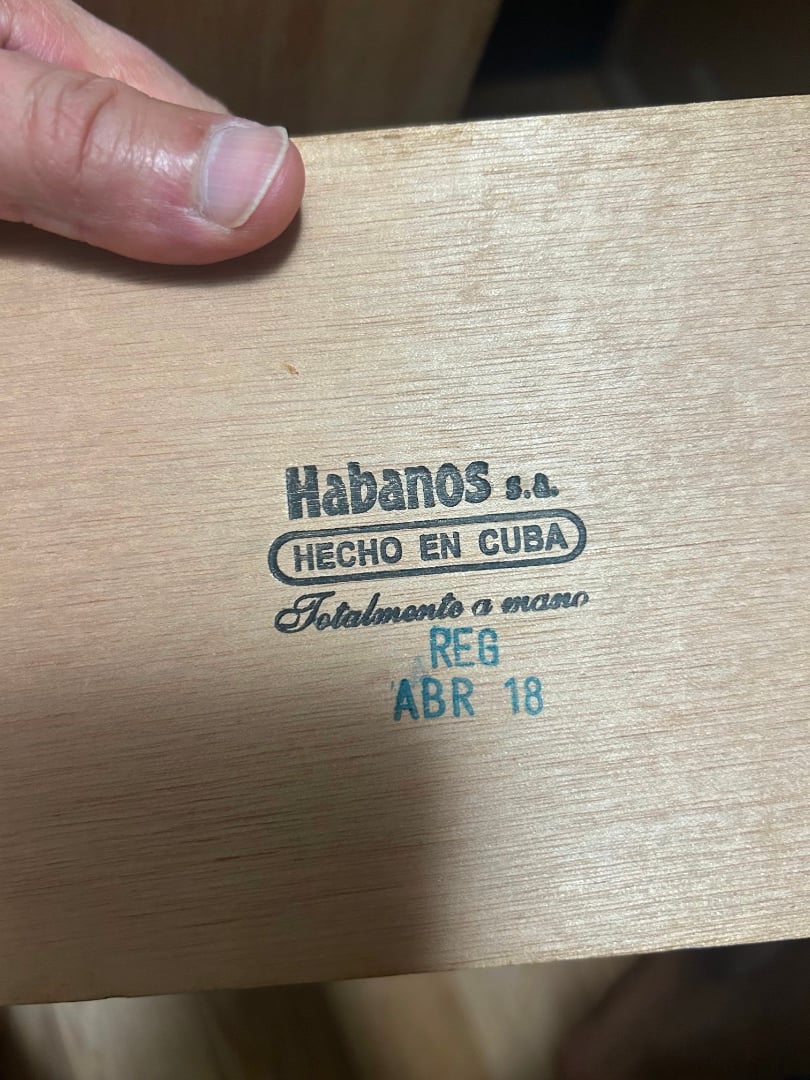 Habanos s.a.
HECHO EN CUBA
Totalmente a mano
REG
ABR 18